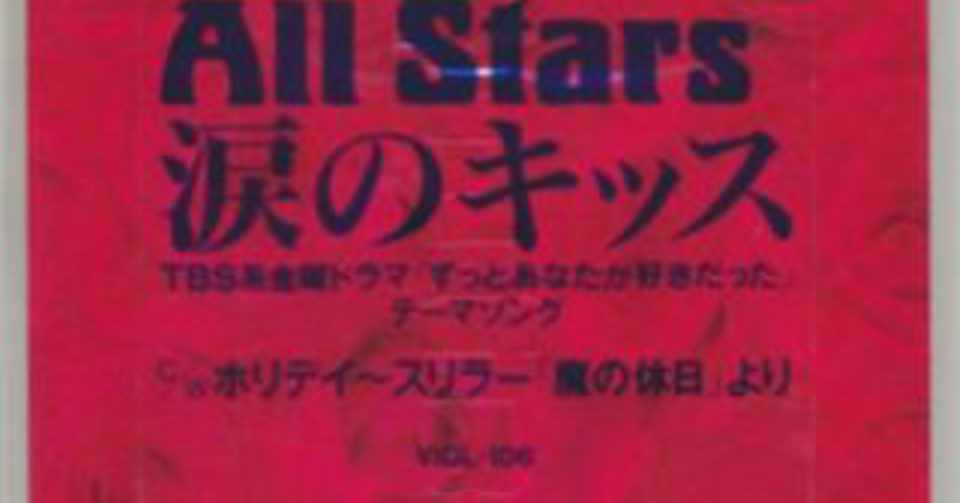 All Stars
涙のキッス
TBS系金曜ドラマ「ずっとあなたが好きだった」
テーマソング
C/W ホリデイ～スリラー「魔の休日」より
VIDL-106